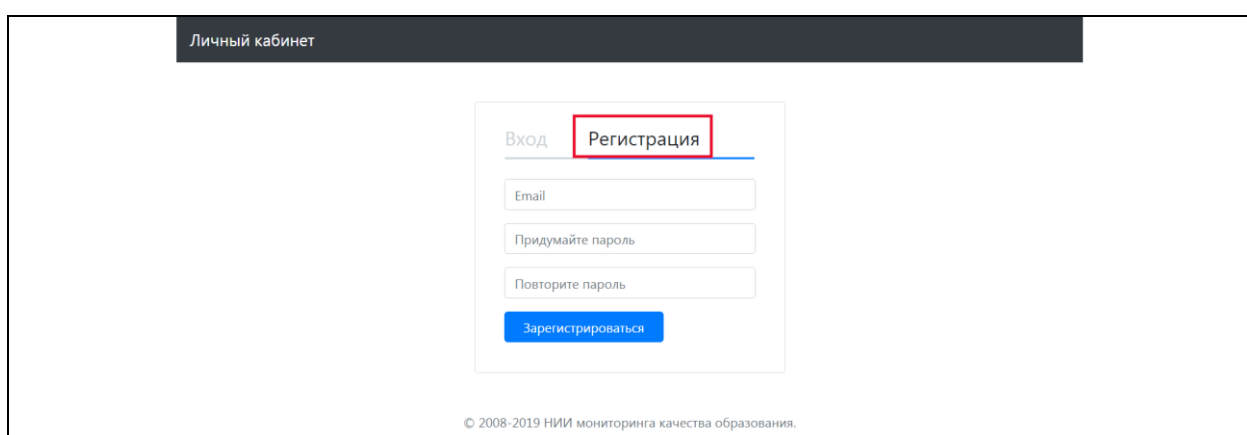 Личный кабинет
Вход Регистрация
Email
Придумайте пароль
Повторите пароль
Зарегистрироваться
© 2008-2019 НИИ мониторинга качества образования.